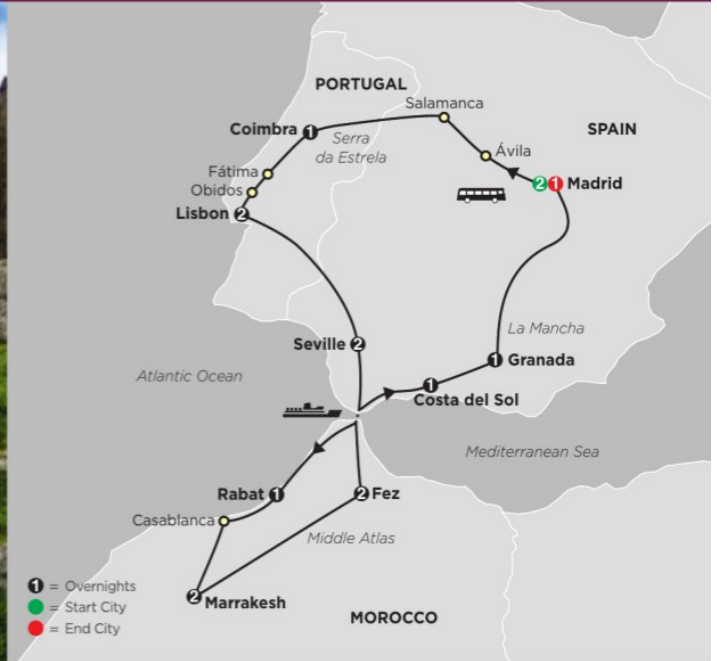 PORTUGAL
Salamanca
SPAIN
Coimbra 1
Serra
da Estrela
Ávila
Fátima
Obidos
2 1 Madrid
Lisbon 2
La Mancha
Seville 2
1 Granada
Atlantic Ocean
1
Costa del Sol
Mediterranean Sea
Rabat 1
2 Fez
Casablanca
Middle Atlas
1 = Overnights
2 Marrakesh
= Start City
MOROCCO
= End City